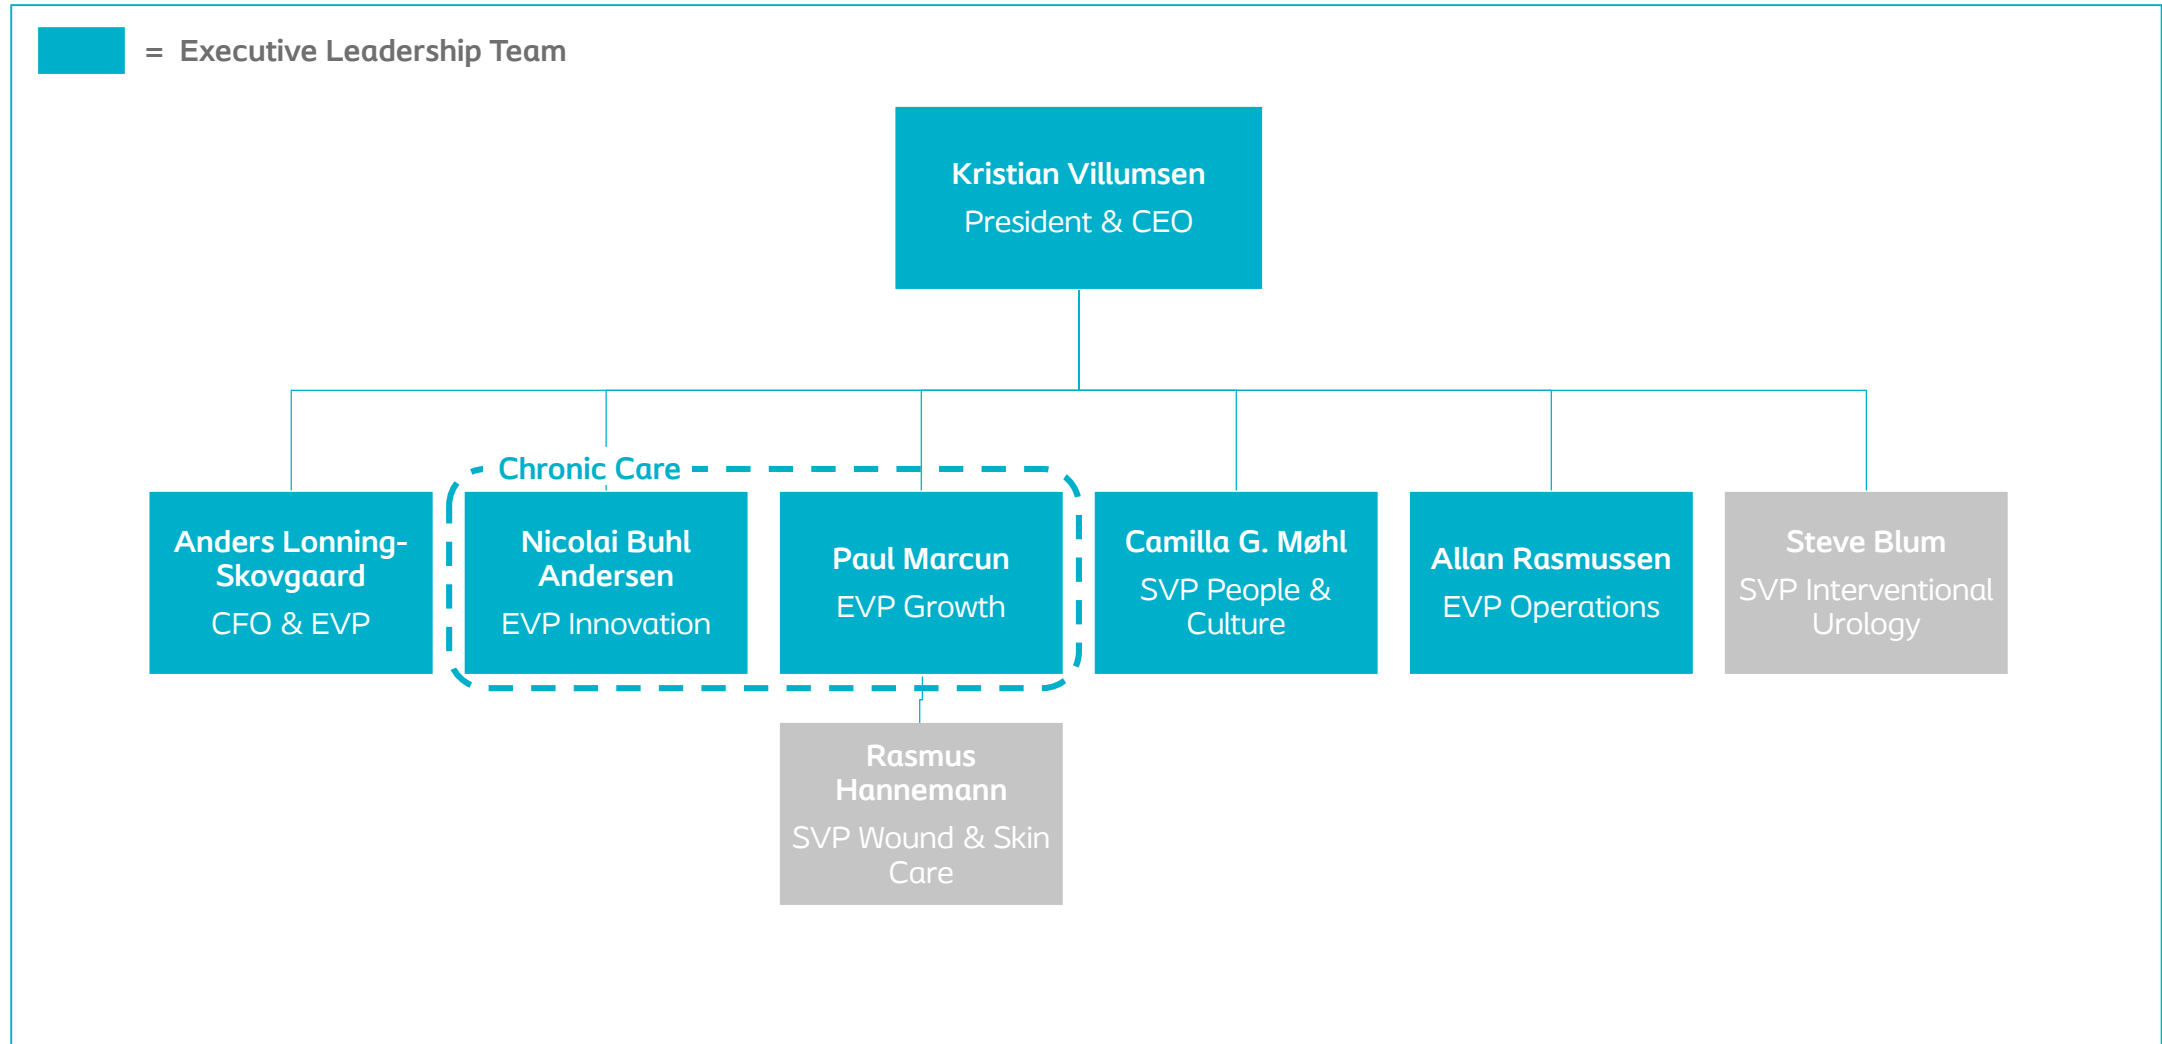 = Executive Leadership Team
Kristian Villumsen
President & CEO
Chronic Care
Anders Lonning-
Skovgaard
CFO & EVP
Nicolai Buhl
Andersen
EVP Innovation
Paul Marcun
EVP Growth
Camilla G. Møhl
SVP People &
Culture
Allan Rasmussen
EVP Operations
Steve Blum
SVP Interventional
Urology
Rasmus
Hannemann
SVP Wound & Skin
Care